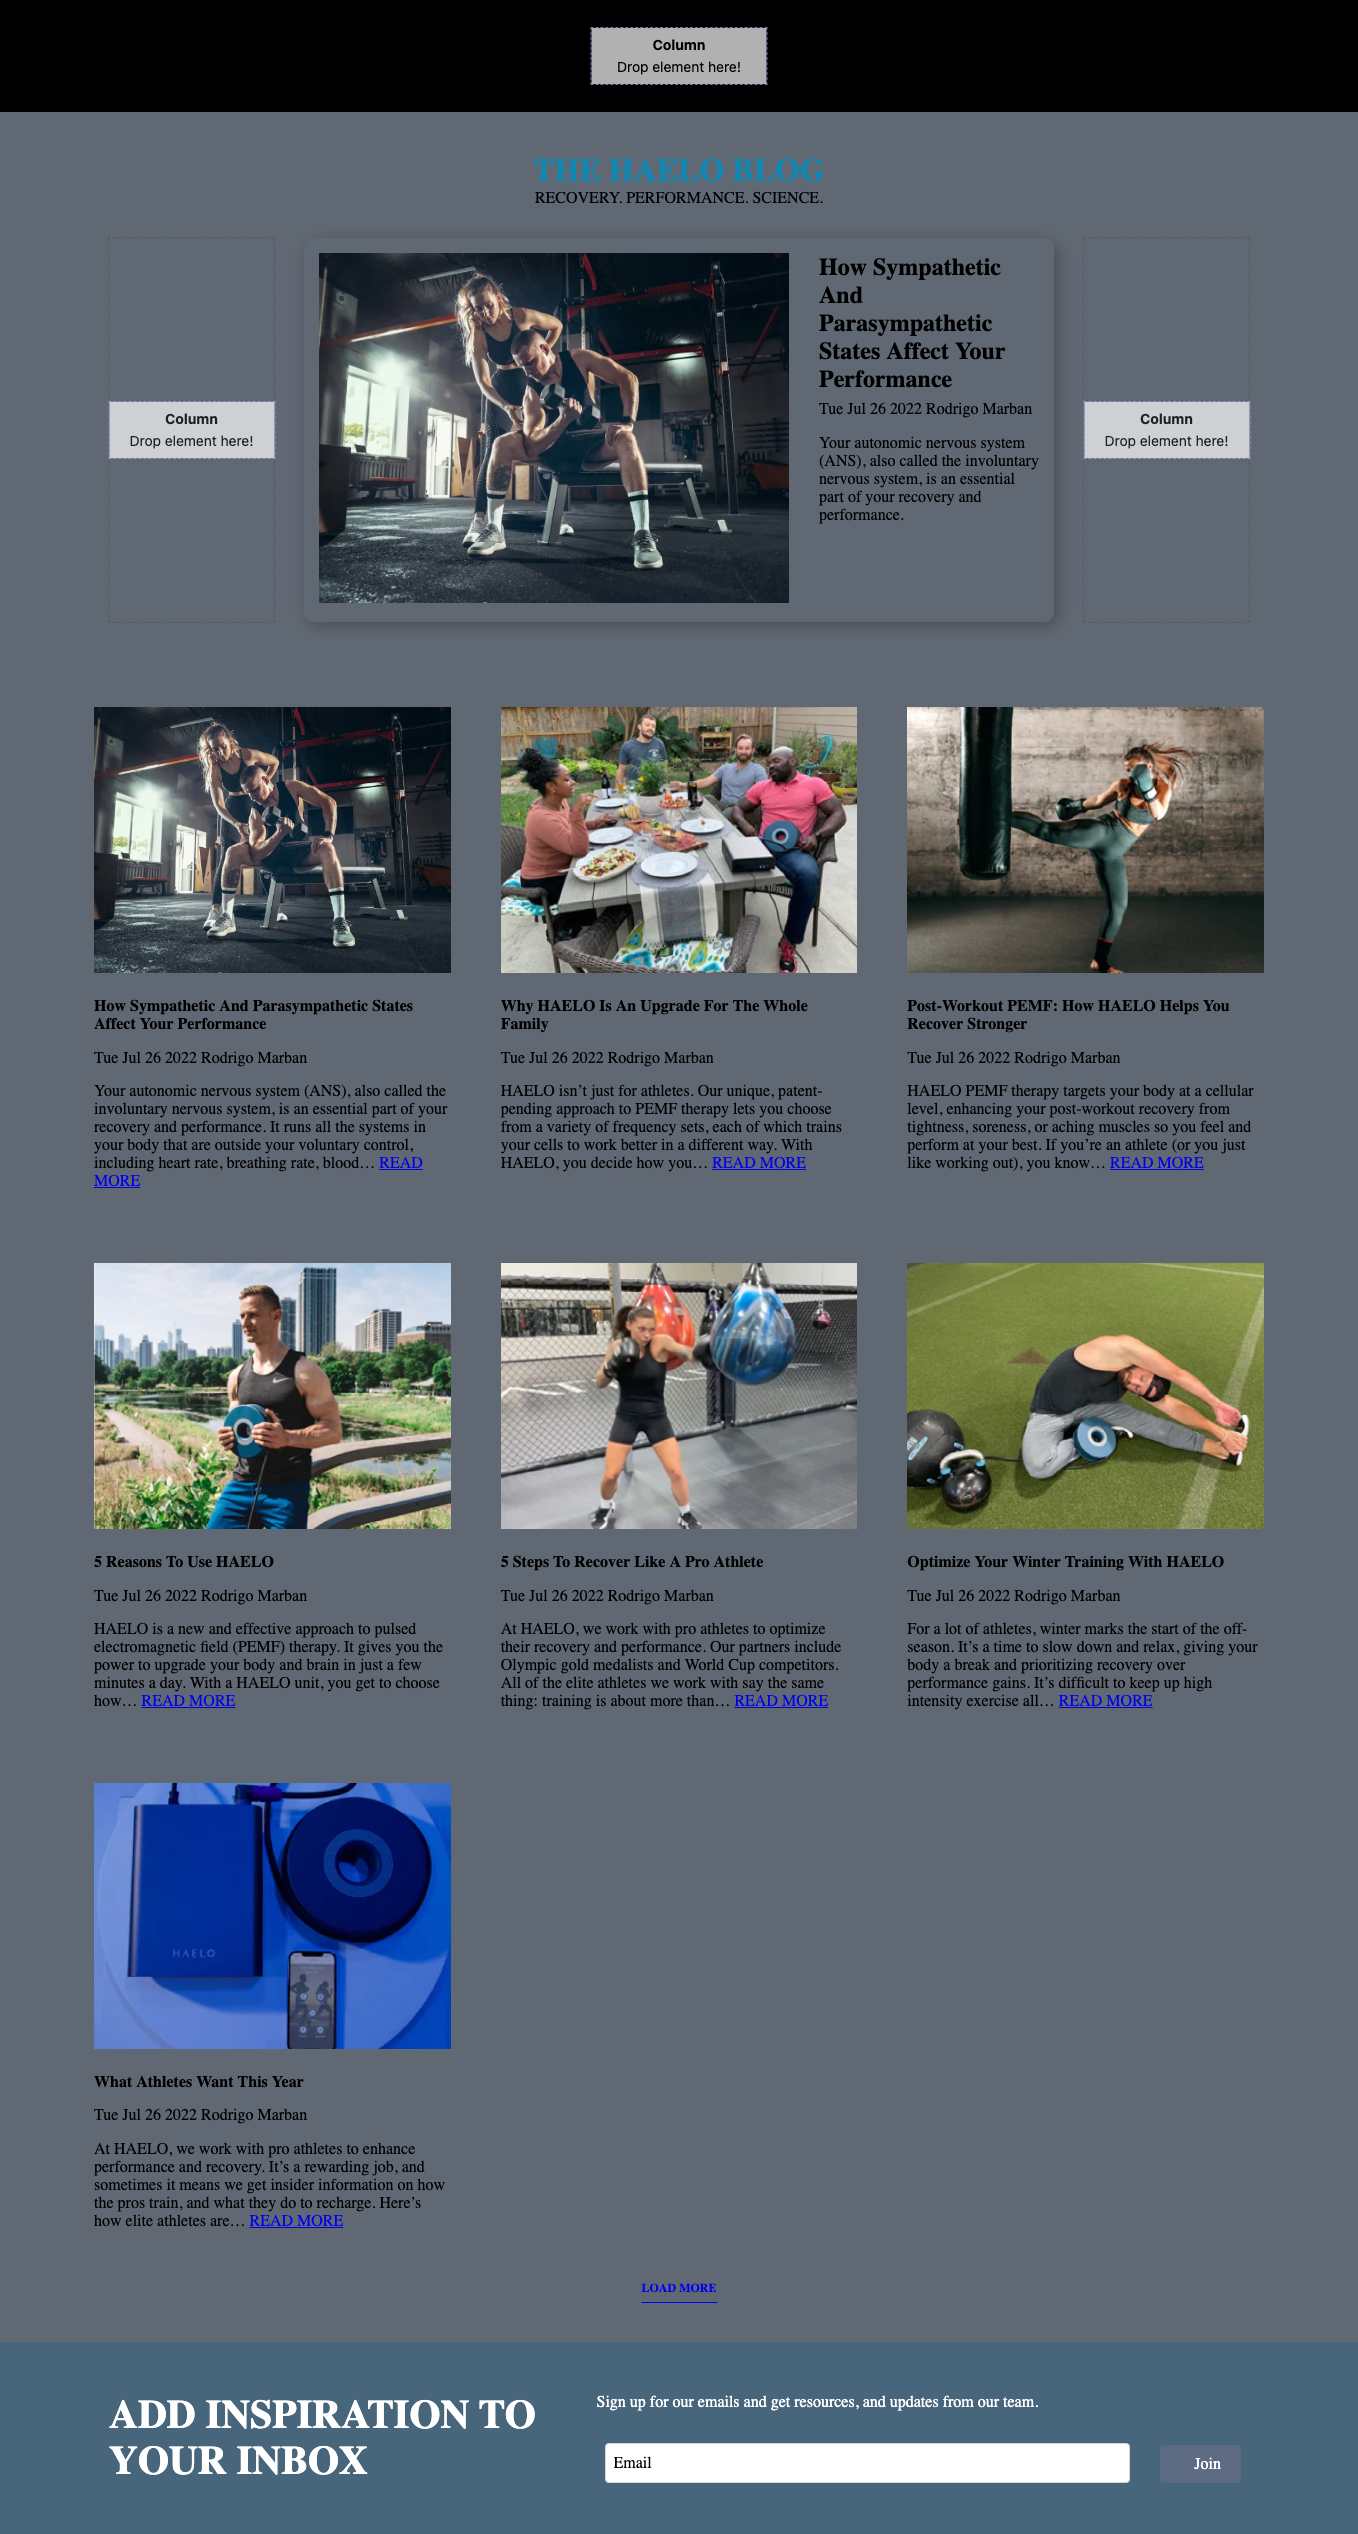 Column
Drop element here!
THE HAELO BLOG
RECOVERY. PERFORMANCE. SCIENCE.
Column
Drop element here!
How Sympathetic
And
Parasympathetic
States Affect Your
Performance
Tue Jul 26 2022 Rodrigo Marban
Your autonomic nervous system
(ANS), also called the involuntary
nervous system, is an essential
part of your recovery and
performance.
Column
Drop element here!
How Sympathetic And Parasympathetic States
Affect Your Performance
Tue Jul 26 2022 Rodrigo Marban
Your autonomic nervous system (ANS), also called the
involuntary nervous system, is an essential part of your
recovery and performance. It runs all the systems in
your body that are outside your voluntary control,
including heart rate, breathing rate, blood… READ
MORE
Why HAELO Is An Upgrade For The Whole
Family
Tue Jul 26 2022 Rodrigo Marban
HAELO isn’t just for athletes. Our unique, patent-
pending approach to PEMF therapy lets you choose
from a variety of frequency sets, each of which trains
your cells to work better in a different way. With
HAELO, you decide how you… READ MORE
Post-Workout PEMF: How HAELO Helps You
Recover Stronger
Tue Jul 26 2022 Rodrigo Marban
HAELO PEMF therapy targets your body at a cellular
level, enhancing your post-workout recovery from
tightness, soreness, or aching muscles so you feel and
perform at your best. If you’re an athlete (or you just
like working out), you know… READ MORE
5 Reasons To Use HAELO
Tue Jul 26 2022 Rodrigo Marban
HAELO is a new and effective approach to pulsed
electromagnetic field (PEMF) therapy. It gives you the
power to upgrade your body and brain in just a few
minutes a day. With a HAELO unit, you get to choose
how… READ MORE
5 Steps To Recover Like A Pro Athlete
Tue Jul 26 2022 Rodrigo Marban
At HAELO, we work with pro athletes to optimize
their recovery and performance. Our partners include
Olympic gold medalists and World Cup competitors.
All of the elite athletes we work with say the same
thing: training is about more than… READ MORE
Optimize Your Winter Training With HAELO
Tue Jul 26 2022 Rodrigo Marban
For a lot of athletes, winter marks the start of the off-
season. It’s a time to slow down and relax, giving your
body a break and prioritizing recovery over
performance gains. It’s difficult to keep up high
intensity exercise all… READ MORE
HAELO
What Athletes Want This Year
Tue Jul 26 2022 Rodrigo Marban
At HAELO, we work with pro athletes to enhance
performance and recovery. It’s a rewarding job, and
sometimes it means we get insider information on how
the pros train, and what they do to recharge. Here’s
how elite athletes are… READ MORE
LOAD MORE
ADD INSPIRATION TO
YOUR INBOX
Sign up for our emails and get resources, and updates from our team.
Email
Join